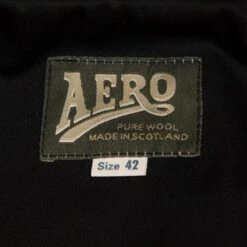 AERO
PURE WOOL
MADE IN SCOTLAND
Size 42